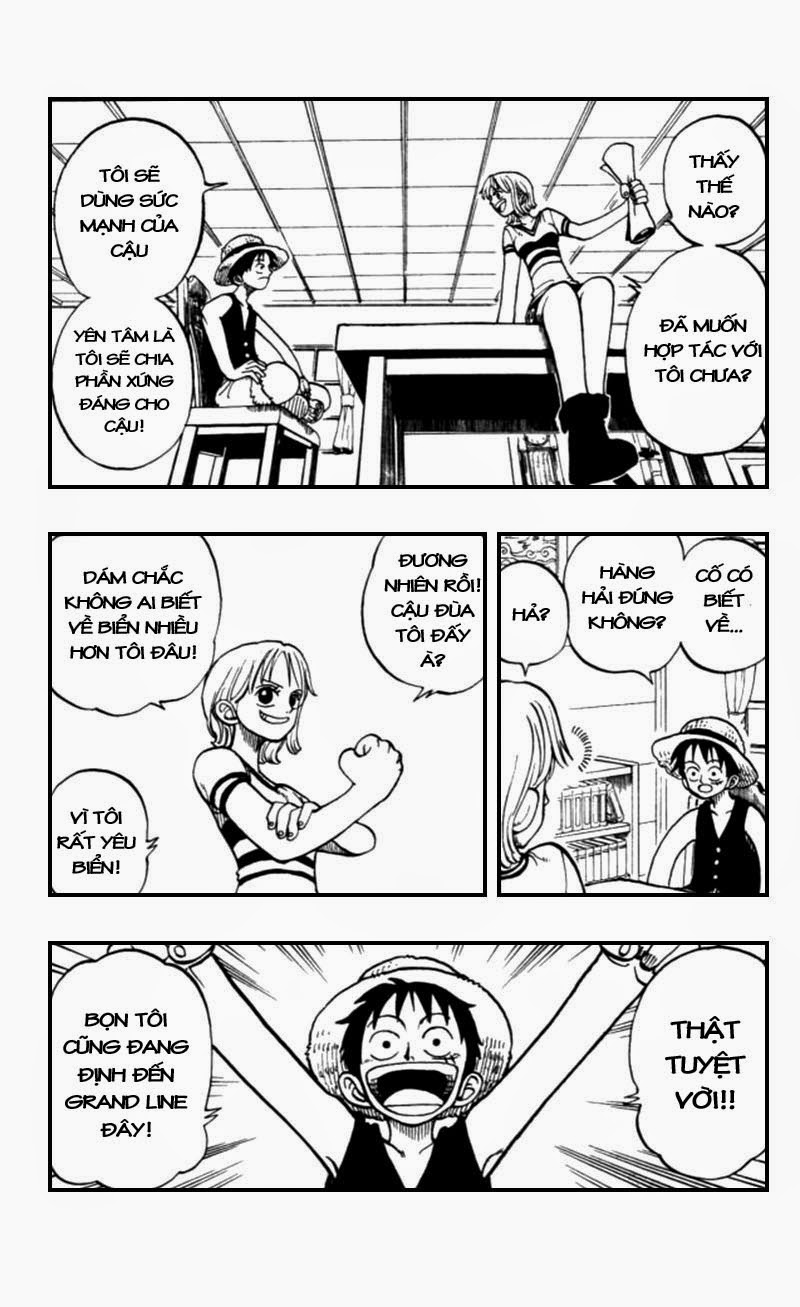 THẤY
THẾ
NÀO?
ĐÃ MUỐN
HỢP TÁC VỚI
TÔI CHƯA?
TÔI SẼ
DÙNG SỨC
MẠNH CỦA
CẬU
YÊN TÂM LÀ
TÔI SẼ CHIA
PHẦN XỨNG
ĐÁNG CHO
CẬU!
CỐ CÓ
BIẾT
VỀ...
HÀNG
HẢI ĐÚNG
KHÔNG?
HẢ?
ĐƯƠNG
NHIÊN RỒI!
CẬU ĐÙA
TÔI ĐẤY
À?
DÁM CHẮC
KHÔNG AI BIẾT
VỀ BIỂN NHIỀU
HƠN TÔI ĐÂU!
VÌ TÔI
RẤT YÊU
BIỂN!
THẬT
TUYỆT
VỜI!!
BỌN TÔI
CŨNG ĐANG
ĐỊNH ĐẾN
GRAND LINE
ĐÂY!